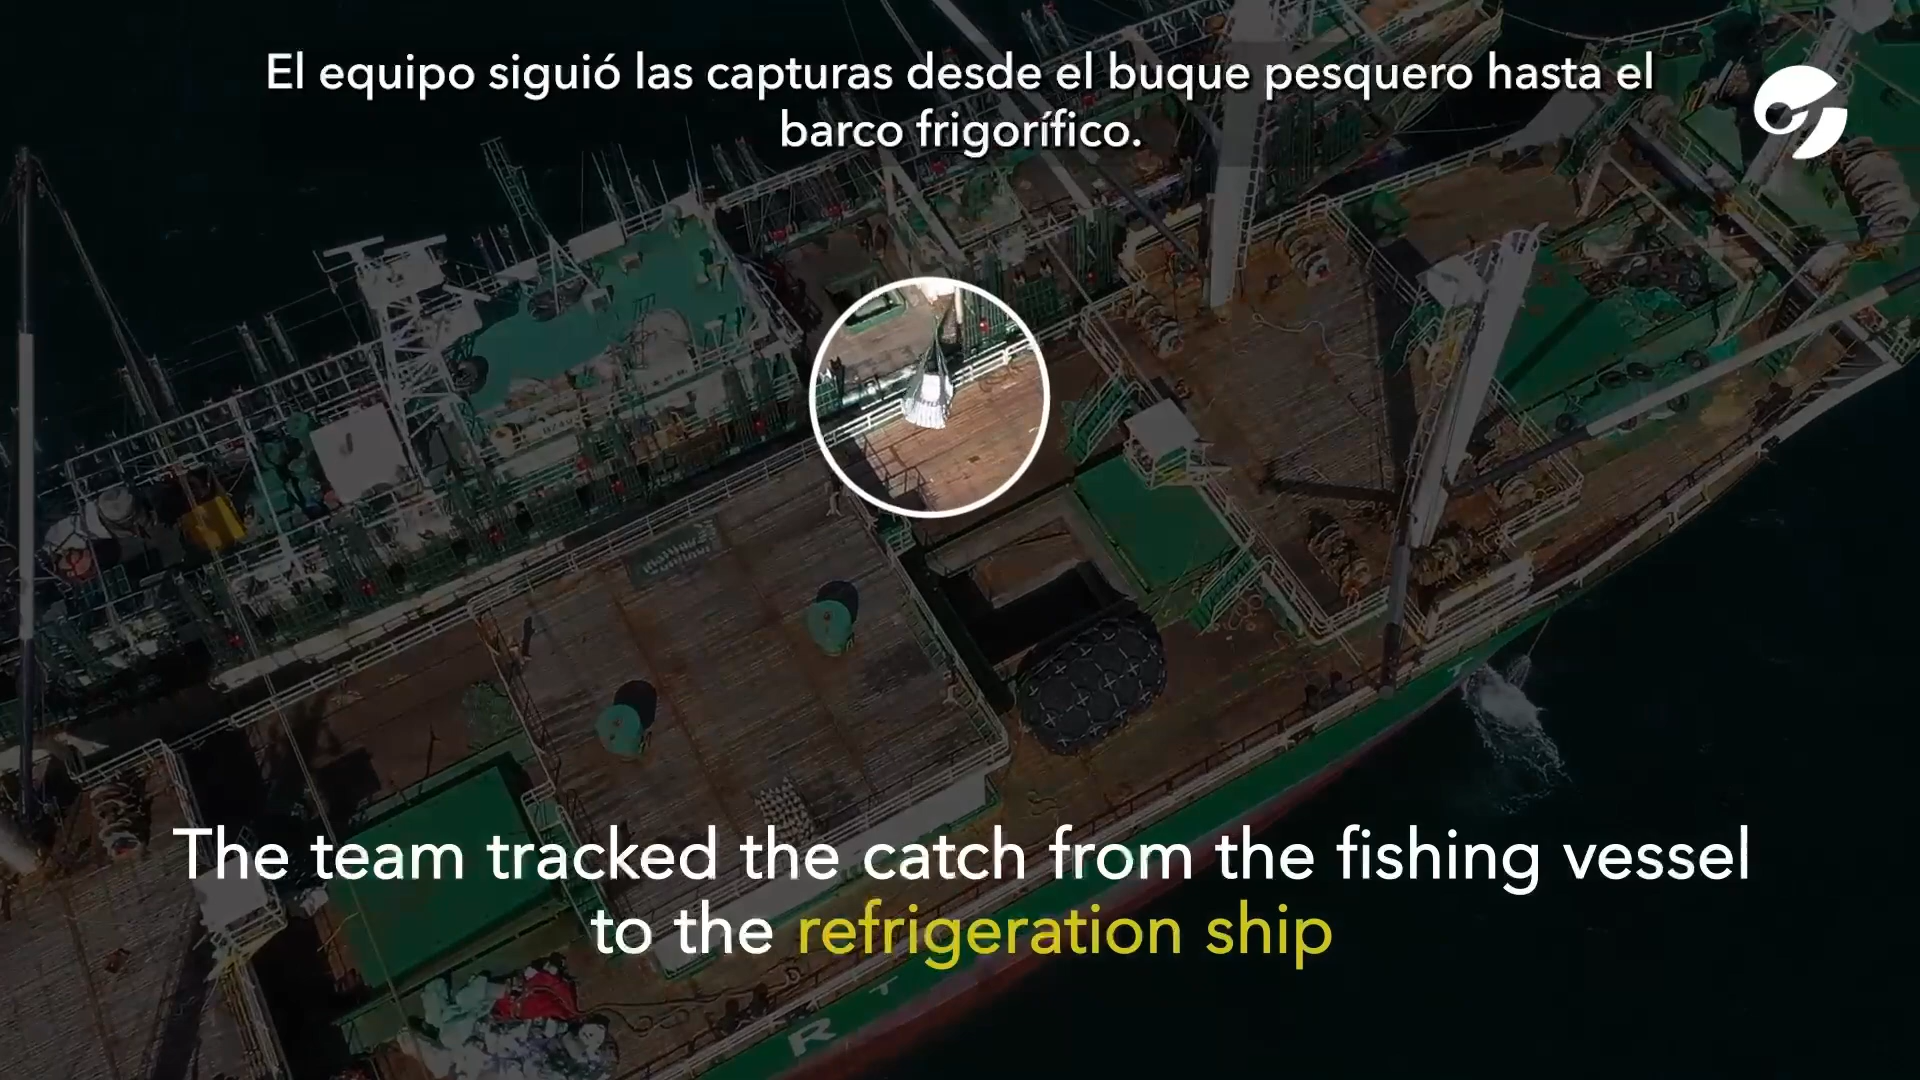 El equipo siguió las capturas desde el buque pesquero hasta el
barco frigorífico.
The team tracked the catch from the fishing vessel
to the refrigeration ship